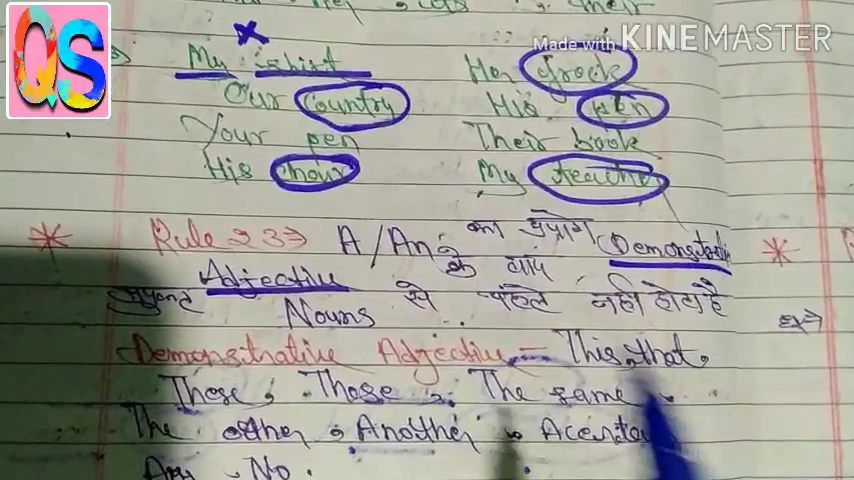 QS
Made with KINEMASTER
Her
My shirt Her frock
Our country His pen
Your pen Their book
His chair My teacher
Rule 23⇒ A/An का प्रयोग Demonstrative
Adjective के बाद
Nouns से पहले नहीं होता है
Demonstrative Adjective = This, that,
These, Those, The same,
The other, Another,
Any, No.